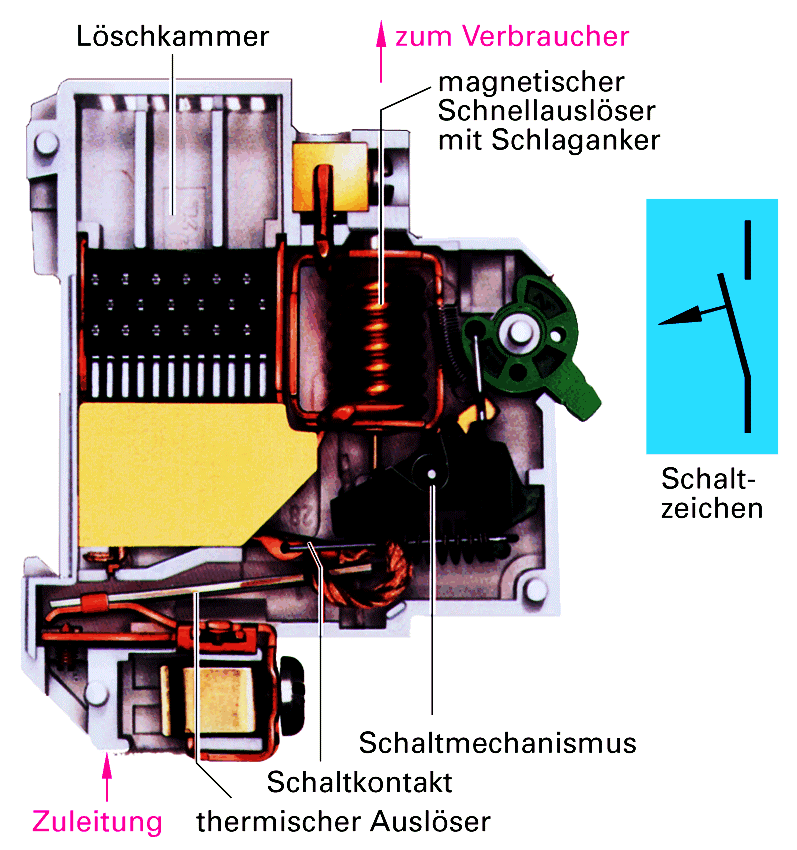 Löschkammer
zum Verbraucher
magnetischer
Schnellauslöser
mit Schlaganker
Schalt-
zeichen
Schaltmechanismus
Schaltkontakt
Zuleitung
thermischer Auslöser